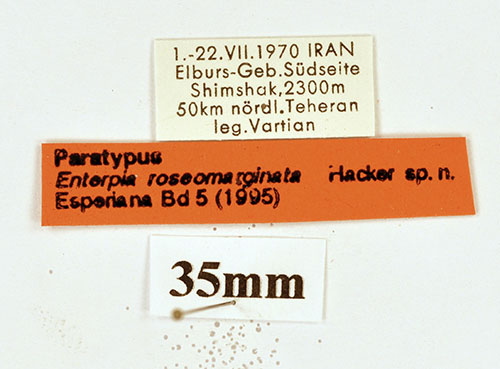 1.-22.VII.1970 IRAN
Elburs-Geb.Südseite
Shimshak,2300m
50km nördl.Teheran
leg.Vartian
Paratypus
Enterpia roseomarginata Hacker sp. n.
Esperiana Bd 5 (1995)
35mm